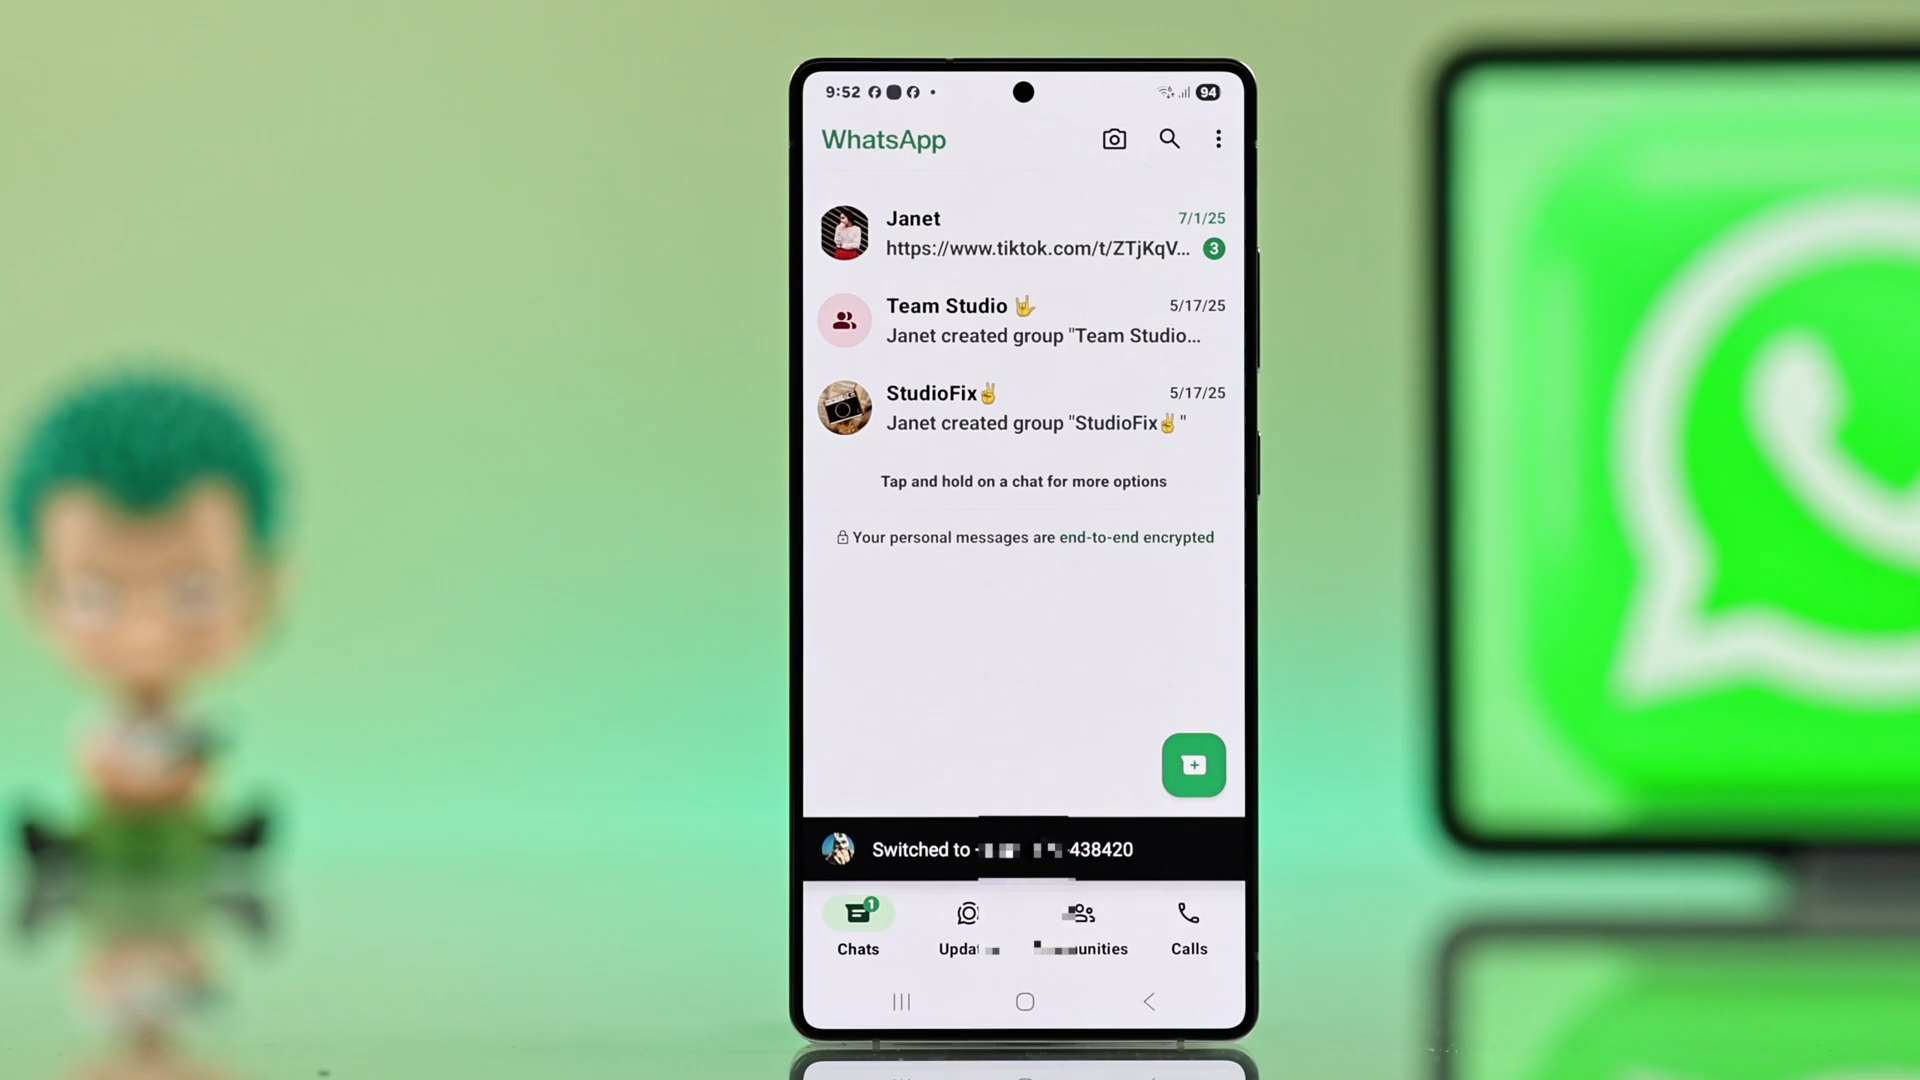 9:52
94
WhatsApp
Janet 7/1/25
https://www.tiktok.com/t/ZTjKqV... 3
Team Studio 🤟 5/17/25
Janet created group "Team Studio...
StudioFix✌️ 5/17/25
Janet created group "StudioFix✌️"
Tap and hold on a chat for more options
Your personal messages are end-to-end encrypted
Switched to 438420
1
Chats
Calls